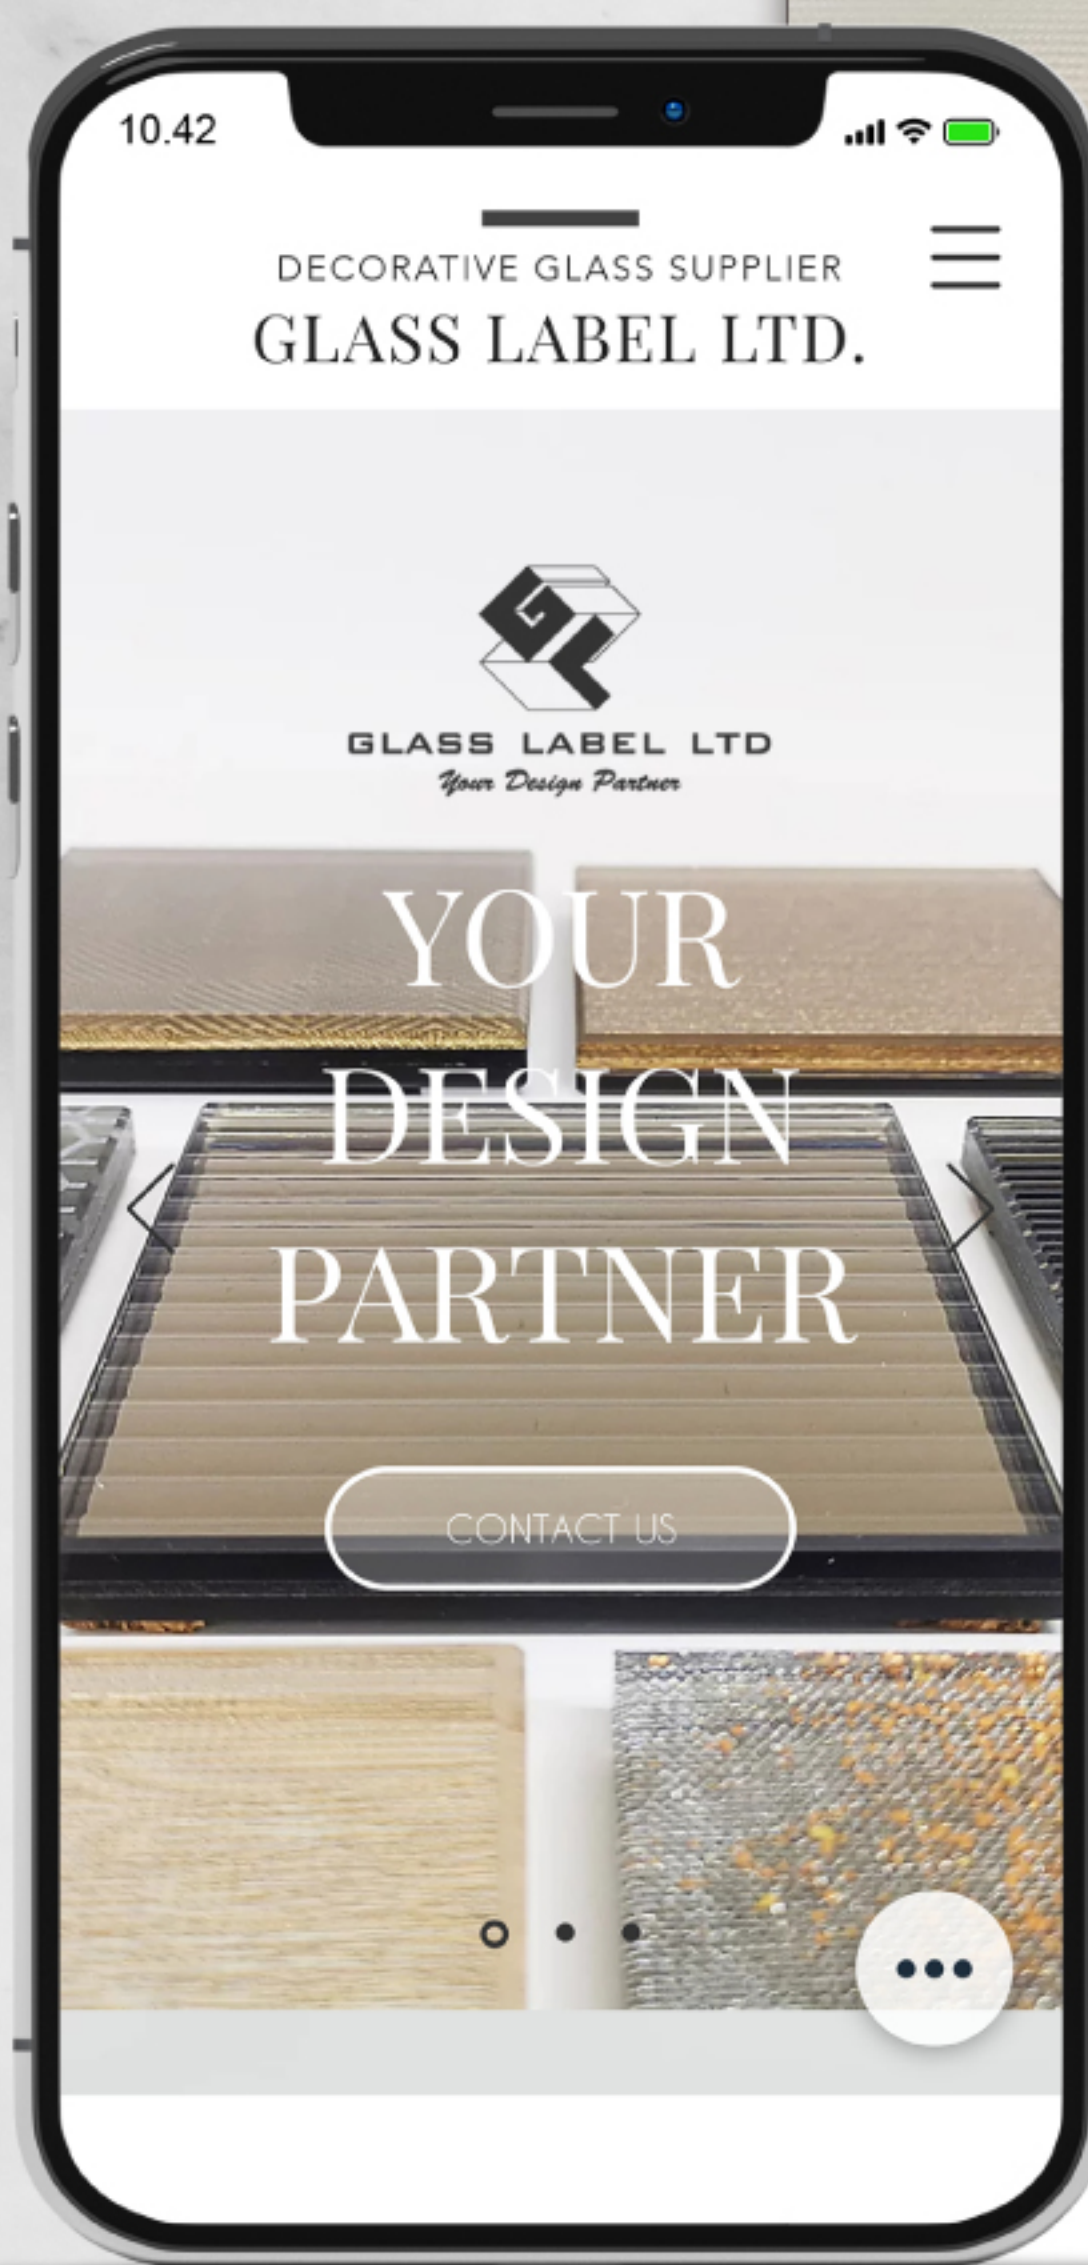 10.42
DECORATIVE GLASS SUPPLIER
GLASS LABEL LTD.
GL
GLASS LABEL LTD
Your Design Partner
YOUR
DESIGN
PARTNER
CONTACT US